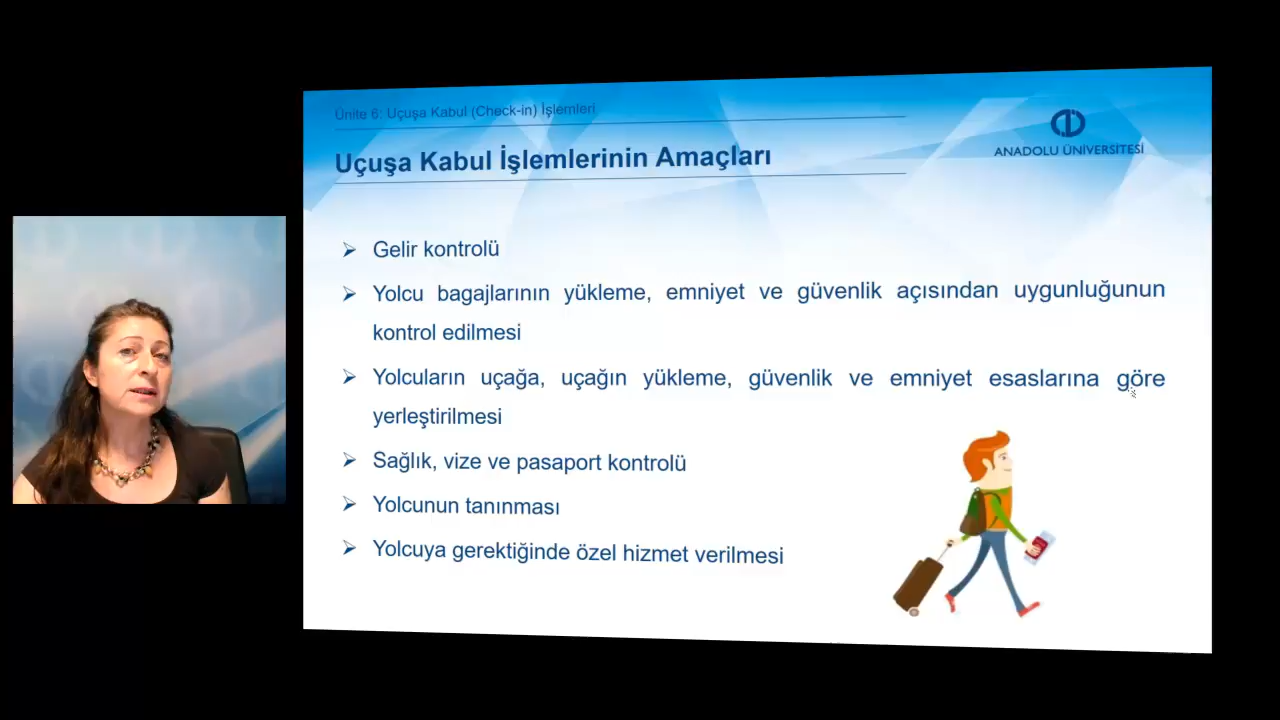 Ünite 6: Uçuşa Kabul (Check-in) İşlemleri
Uçuşa Kabul İşlemlerinin Amaçları
ANADOLU ÜNİVERSİTESİ
Gelir kontrolü
Yolcu bagajlarının yükleme, emniyet ve güvenlik açısından uygunluğunun
kontrol edilmesi
Yolcuların uçağa, uçağın yükleme, güvenlik ve emniyet esaslarına göre
yerleştirilmesi
Sağlık, vize ve pasaport kontrolü
Yolcunun tanınması
Yolcuya gerektiğinde özel hizmet verilmesi